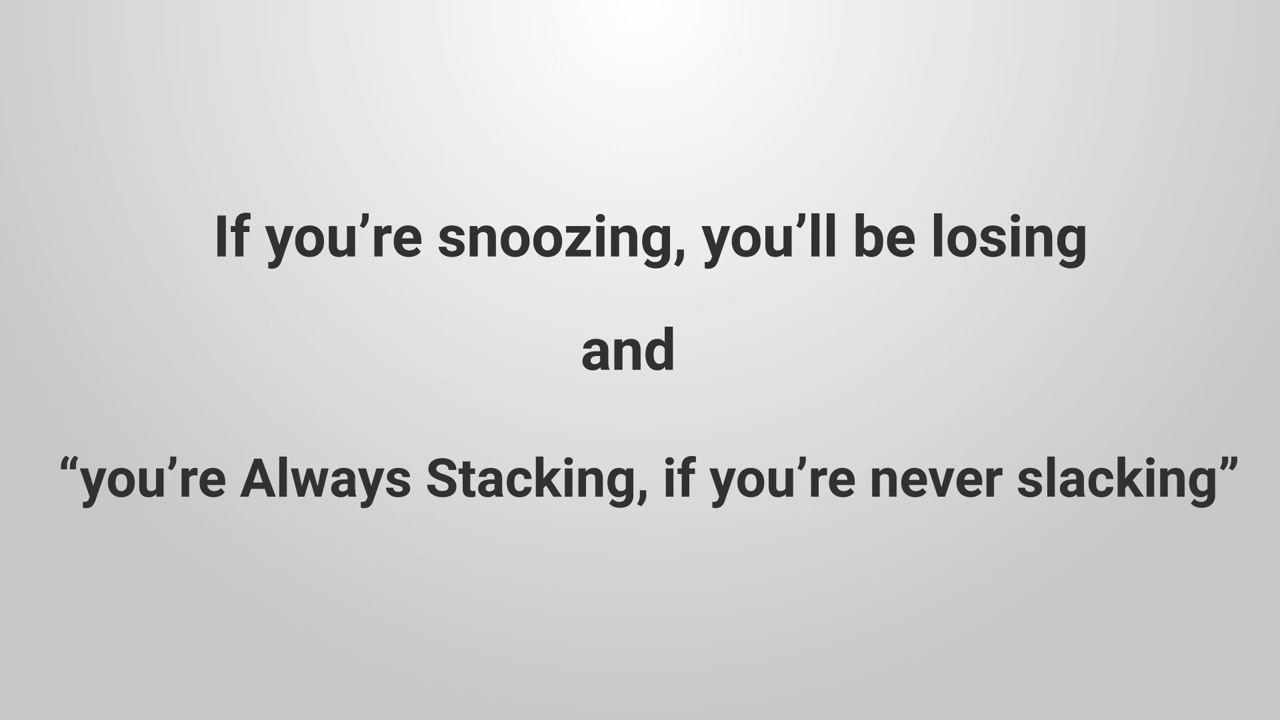 If you’re snoozing, you’ll be losing
and
“you’re Always Stacking, if you’re never slacking”